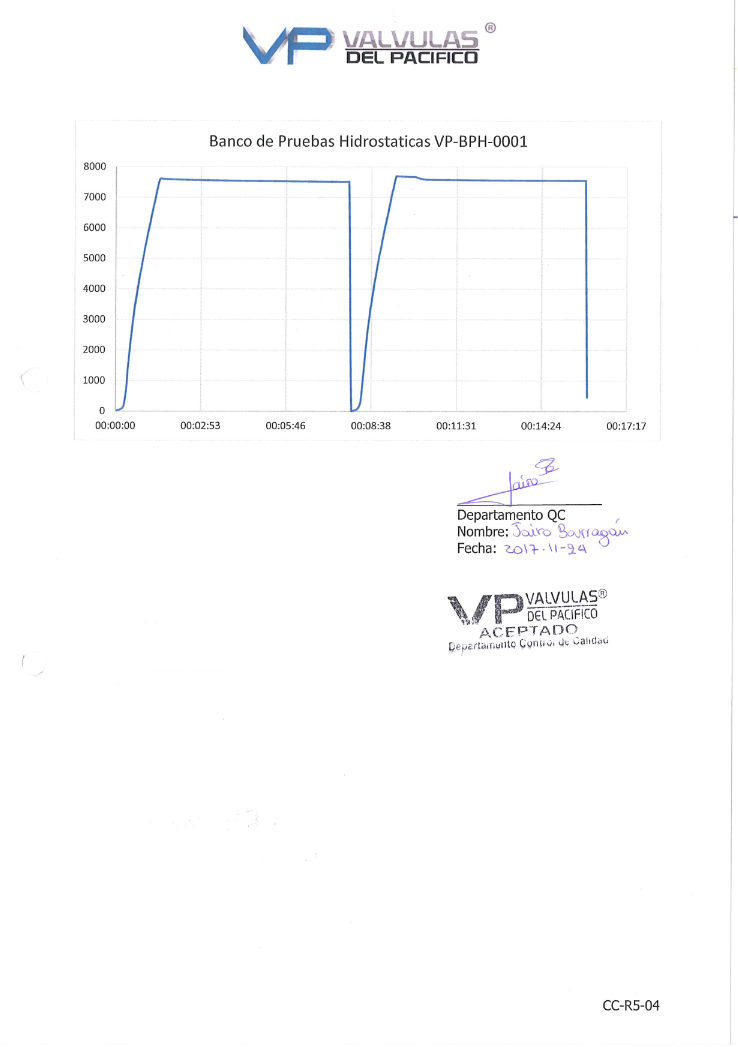 VP VALVULAS ®
DEL PACIFICO
Banco de Pruebas Hidrostaticas VP-BPH-0001
8000
7000
6000
5000
4000
3000
2000
1000
0
00:00:00 00:02:53 00:05:46 00:08:38 00:11:31 00:14:24 00:17:17
Jairo B
Departamento QC
Nombre: Jairo Barragán
Fecha: 2017-11-24
VP VALVULAS®
DEL PACIFICO
ACEPTADO
Departamento Control de Calidad
CC-R5-04